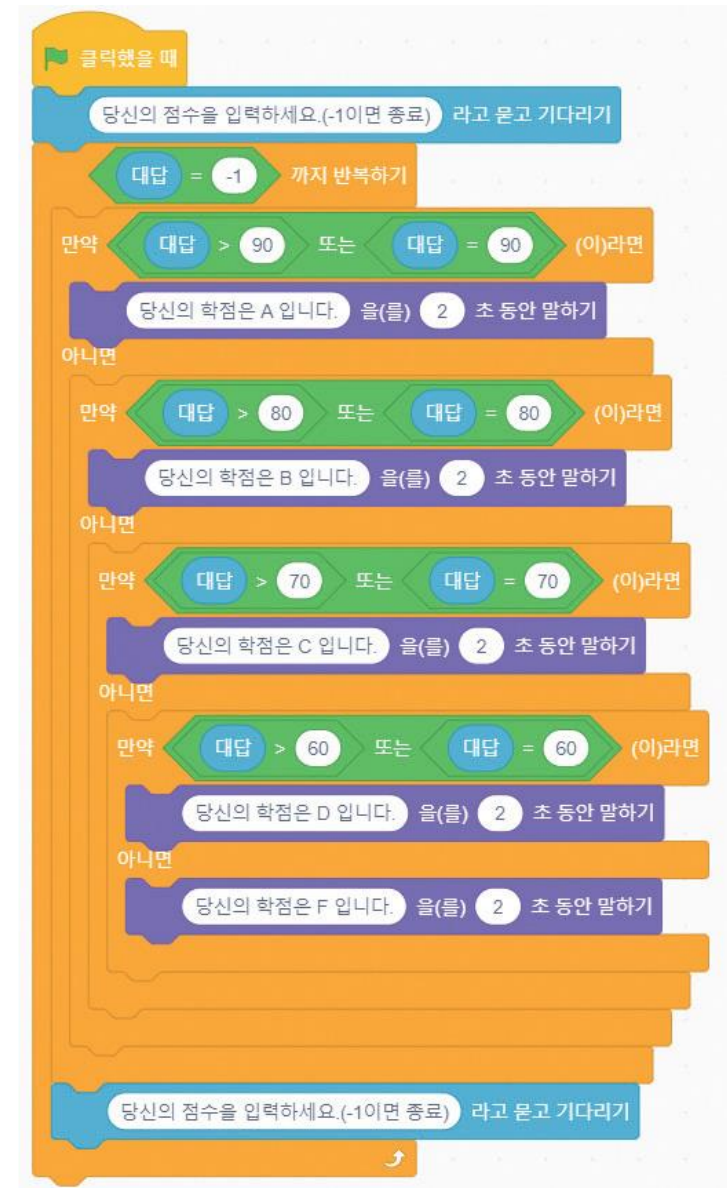 클릭했을 때
당신의 점수을 입력하세요.(-1이면 종료) 라고 묻고 기다리기
대답 = -1 까지 반복하기
만약 대답 > 90 또는 대답 = 90 (이)라면
당신의 학점은 A 입니다. 을(를) 2 초 동안 말하기
아니면
만약 대답 > 80 또는 대답 = 80 (이)라면
당신의 학점은 B 입니다. 을(를) 2 초 동안 말하기
아니면
만약 대답 > 70 또는 대답 = 70 (이)라면
당신의 학점은 C 입니다. 을(를) 2 초 동안 말하기
아니면
만약 대답 > 60 또는 대답 = 60 (이)라면
당신의 학점은 D 입니다. 을(를) 2 초 동안 말하기
아니면
당신의 학점은 F 입니다. 을(를) 2 초 동안 말하기
당신의 점수을 입력하세요.(-1이면 종료) 라고 묻고 기다리기